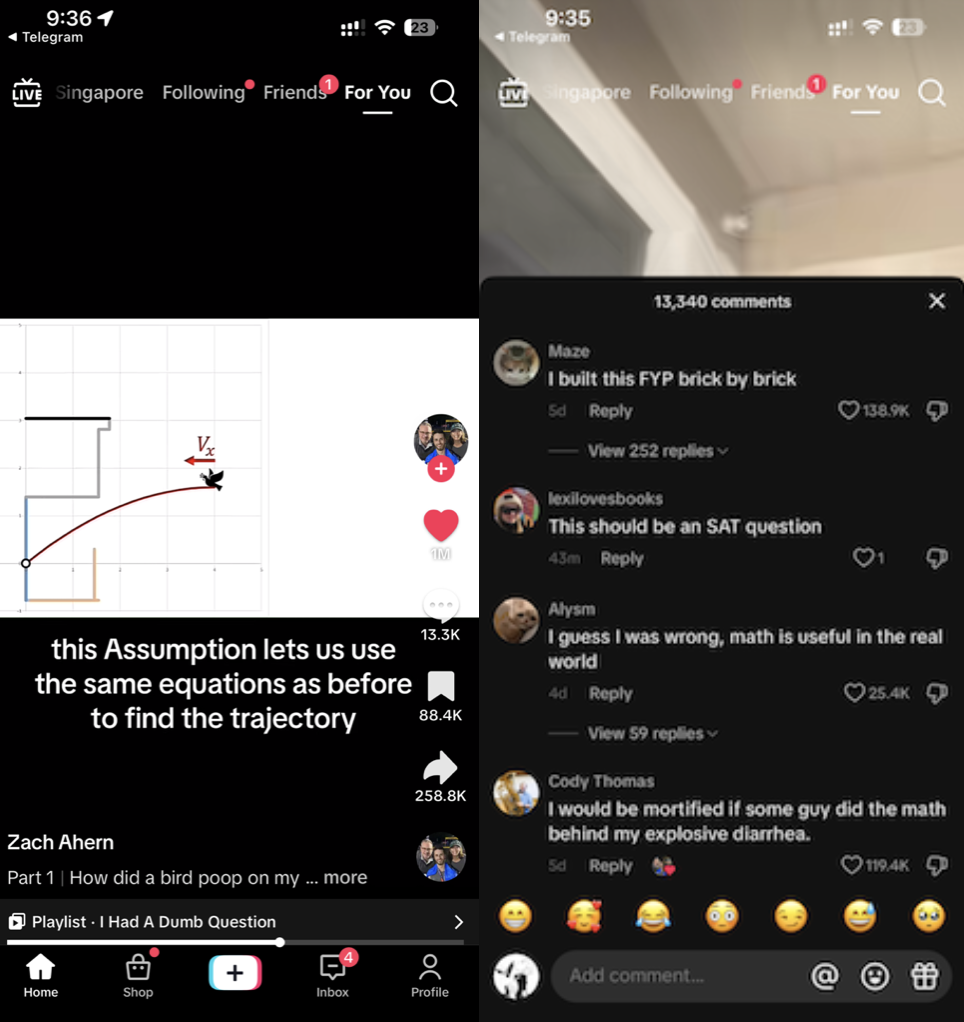 9:36
23
◀ Telegram
LIVE
Singapore
Following
Friends
1
For You
Vx
1M
13.3K
this Assumption lets us use
the same equations as before
to find the trajectory
88.4K
258.8K
Zach Ahern
Part 1 | How did a bird poop on my ... more
Playlist · I Had A Dumb Question
4
Home
Shop
Inbox
Profile
9:35
23
◀ Telegram
LIVE
Singapore
Following
Friends
1
For You
13,340 comments
Maze
I built this FYP brick by brick
5d Reply
138.9K
View 252 replies
lexilovesbooks
This should be an SAT question
43m Reply
1
Alysm
I guess I was wrong, math is useful in the real
world
4d Reply
25.4K
View 59 replies
Cody Thomas
I would be mortified if some guy did the math
behind my explosive diarrhea.
5d Reply
119.4K
Add comment...